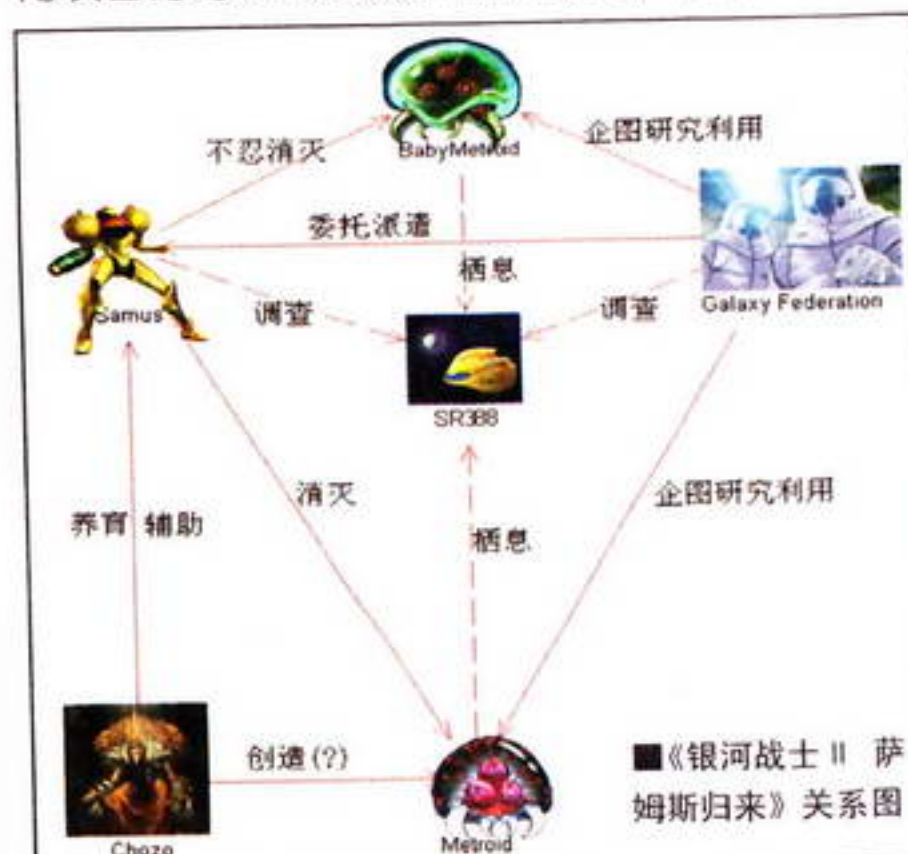 BabyMetroid
不忍消灭
企图研究利用
委托派遣
栖息
Samus
调查
调查
Galaxy Federation
SR388
消灭
企图研究利用
养育 辅助
栖息
创造(?)
■《银河战士Ⅱ 萨
姆斯归来》关系图
Chozo
Metroid